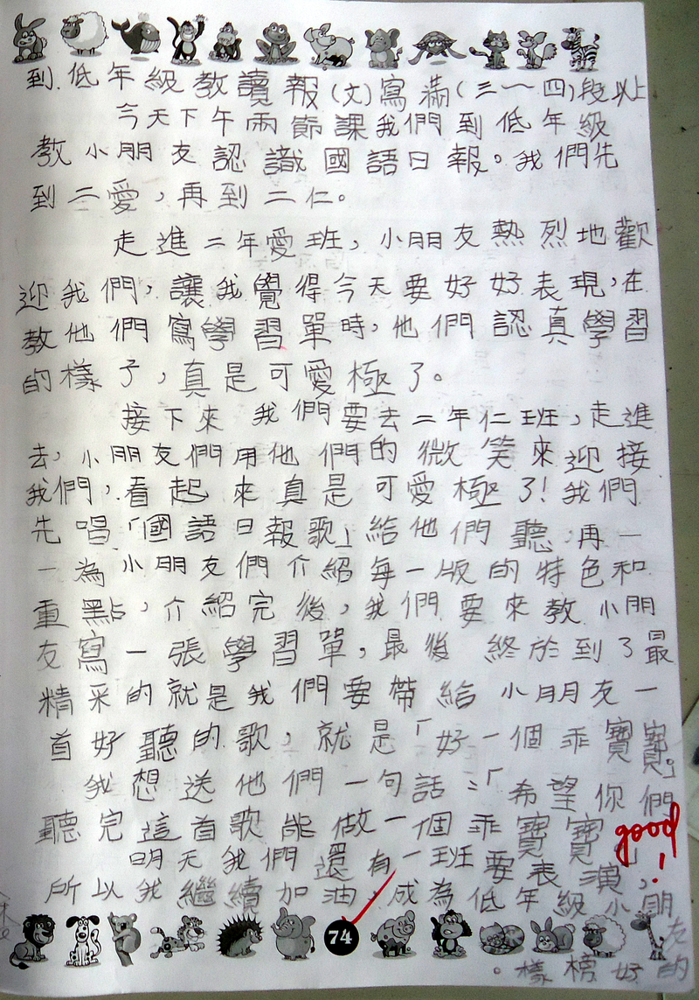 到低年級教讀報(文)寫滿(三~四)段以上
今天下午兩節課我們到低年級
教小朋友認識國語日報。我們先
到二愛,再到二仁。
走進二年愛班,小朋友熱烈地歡
迎我們,讓我覺得今天要好好表現,在
教他們寫學習單時,他們認真學習
的樣子,真是可愛極了。
接下來我們要去二年仁班,走進
去,小朋友們用他們的微笑來迎接
我們,看起來真是可愛極了!我們
先唱「國語日報歌」給他們聽,再一
一為小朋友們介紹每一版的特色和
重點,介紹完後,我們要來教小朋
友寫一張學習單,最後終於到了最
精采的就是我們要帶給小朋友一
首好聽的歌,就是「好一個乖寶寶。」
我想送他們一句話:「希望你們
聽完這首歌能做一個乖寶寶。」
good!
明天我們還有一班要表演,
所以我繼續加油,成為低年級小朋
友的
好榜樣。
74